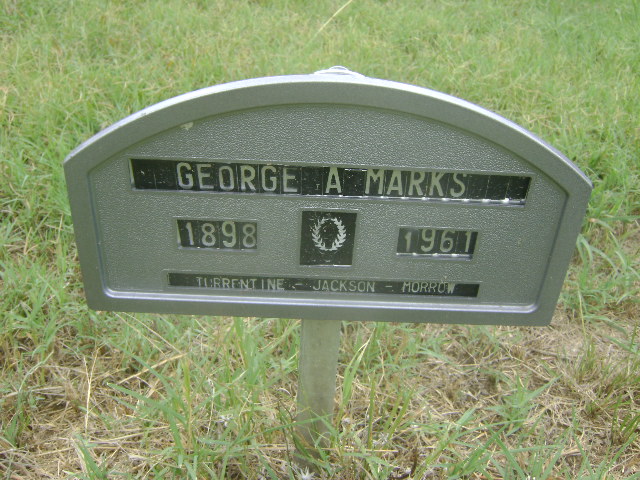 GEORGE A MARKS
1898 1961
TURRENTINE - JACKSON - MORROW